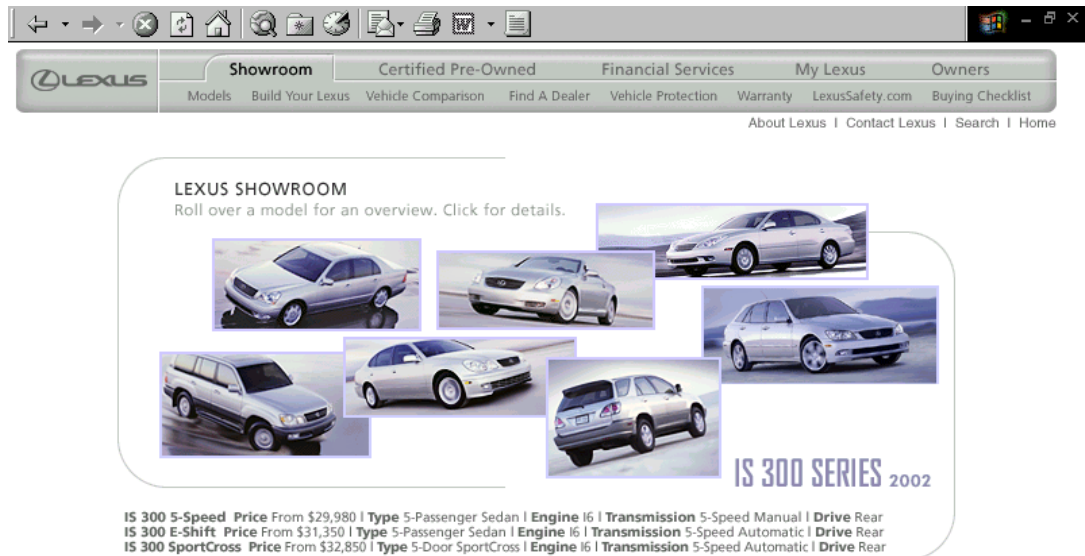 LEXUS
Showroom Certified Pre-Owned Financial Services My Lexus Owners
Models Build Your Lexus Vehicle Comparison Find A Dealer Vehicle Protection Warranty LexusSafety.com Buying Checklist
About Lexus | Contact Lexus | Search | Home
LEXUS SHOWROOM
Roll over a model for an overview. Click for details.
IS 300 SERIES 2002
IS 300 5-Speed Price From $29,980 | Type 5-Passenger Sedan | Engine I6 | Transmission 5-Speed Manual | Drive Rear
IS 300 E-Shift Price From $31,350 | Type 5-Passenger Sedan | Engine I6 | Transmission 5-Speed Automatic | Drive Rear
IS 300 SportCross Price From $32,850 | Type 5-Door SportCross | Engine I6 | Transmission 5-Speed Automatic | Drive Rear